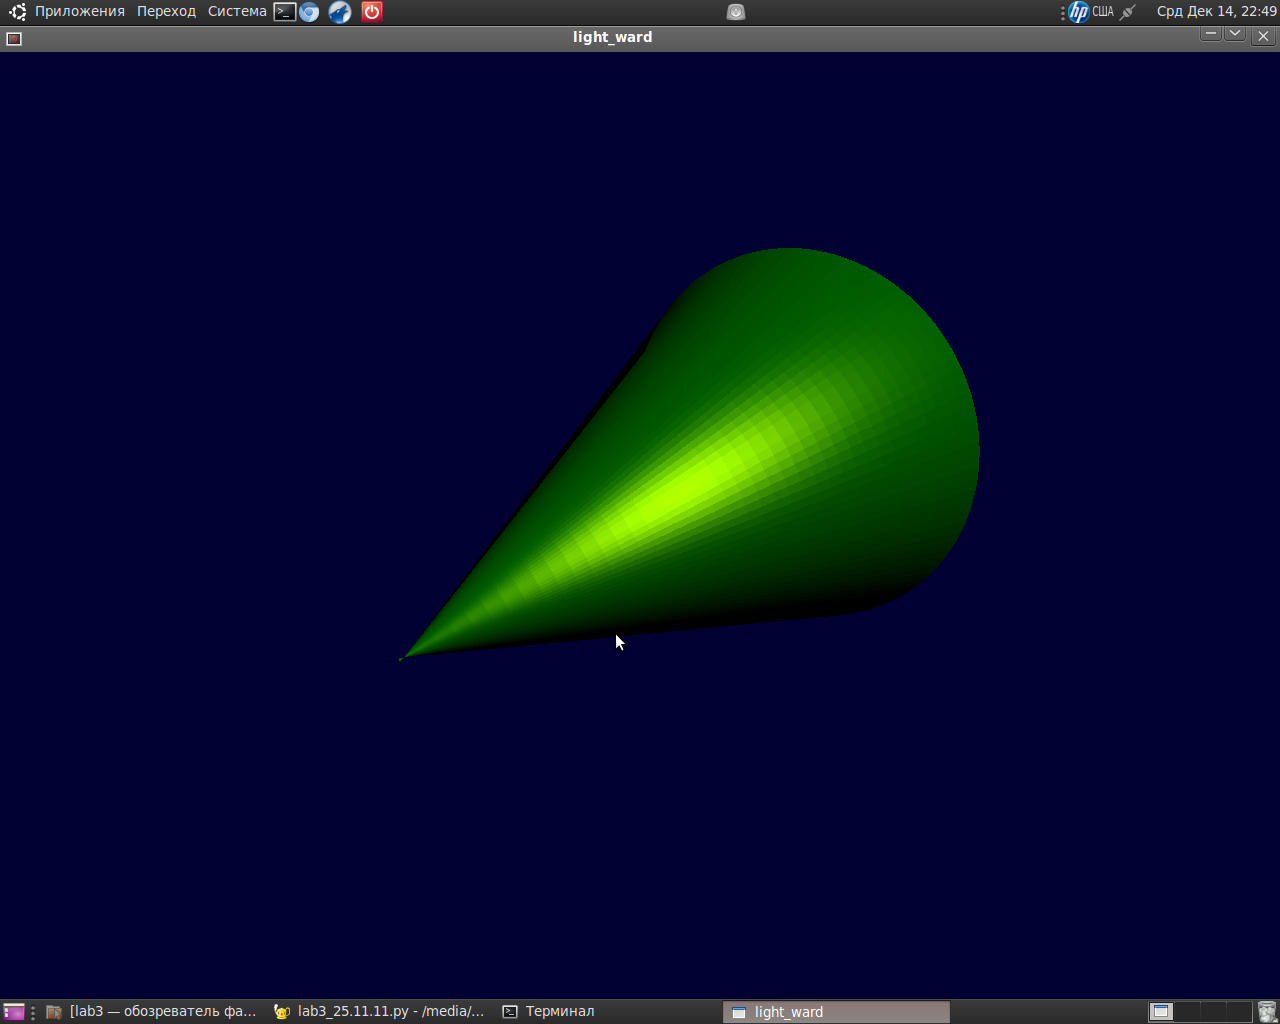 Приложения Переход Система
hp США Срд Дек 14, 22:49
light_ward
[lab3 — обозреватель фа... lab3_25.11.11.py - /media/... Терминал light_ward